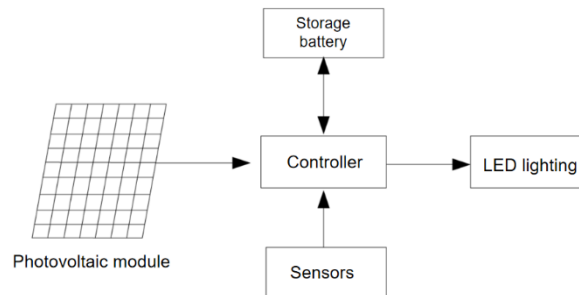 Storage
battery
Controller
LED lighting
Photovoltaic module
Sensors